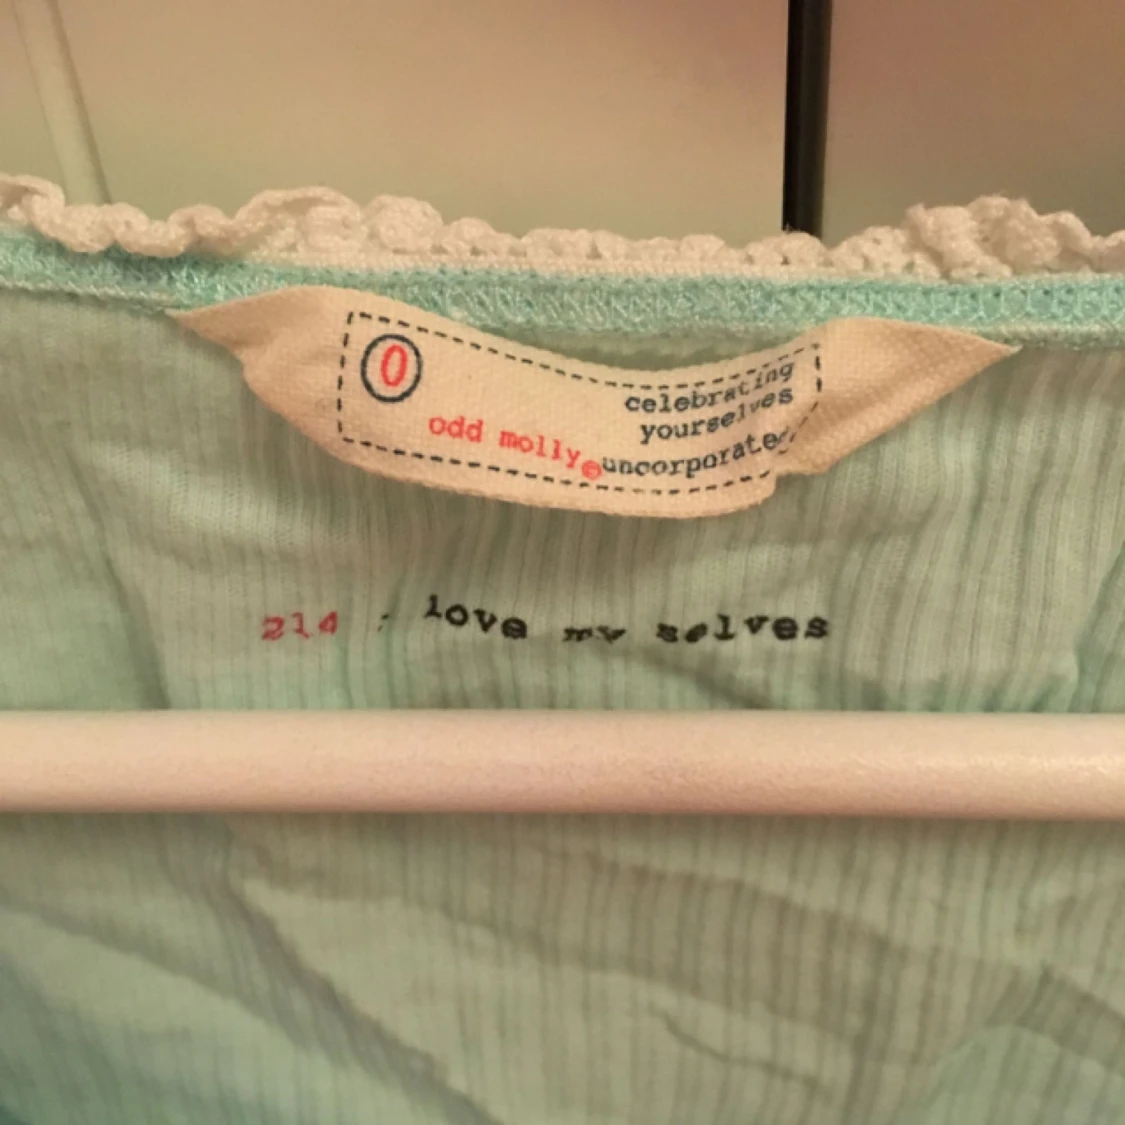 0
odd molly®
celebrating
yourselves
uncorporated
214 : love my selves